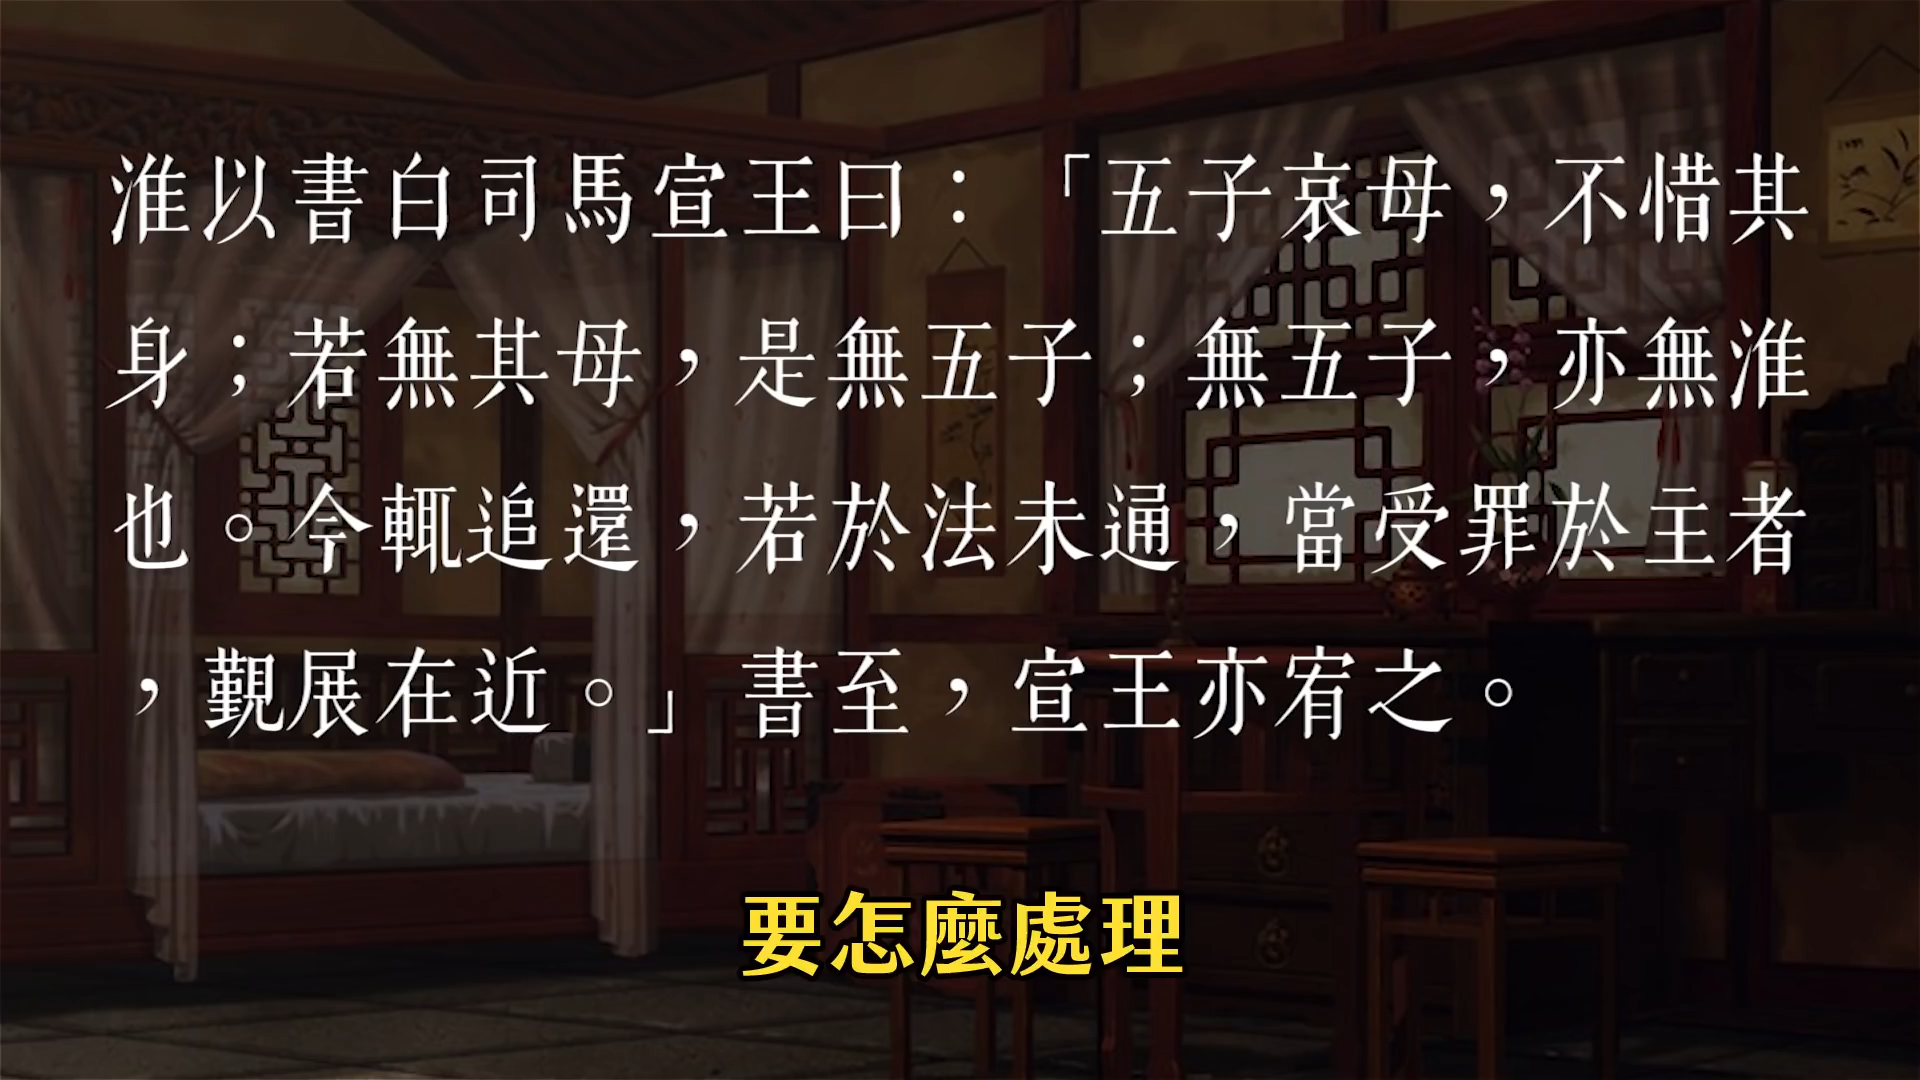 淮以書白司馬宣王曰：「五子哀母，不惜其
身；若無其母，是無五子；無五子，亦無淮
也。今輒追還，若於法未通，當受罪於主者
，覲展在近。」書至，宣王亦宥之。
要怎麼處理